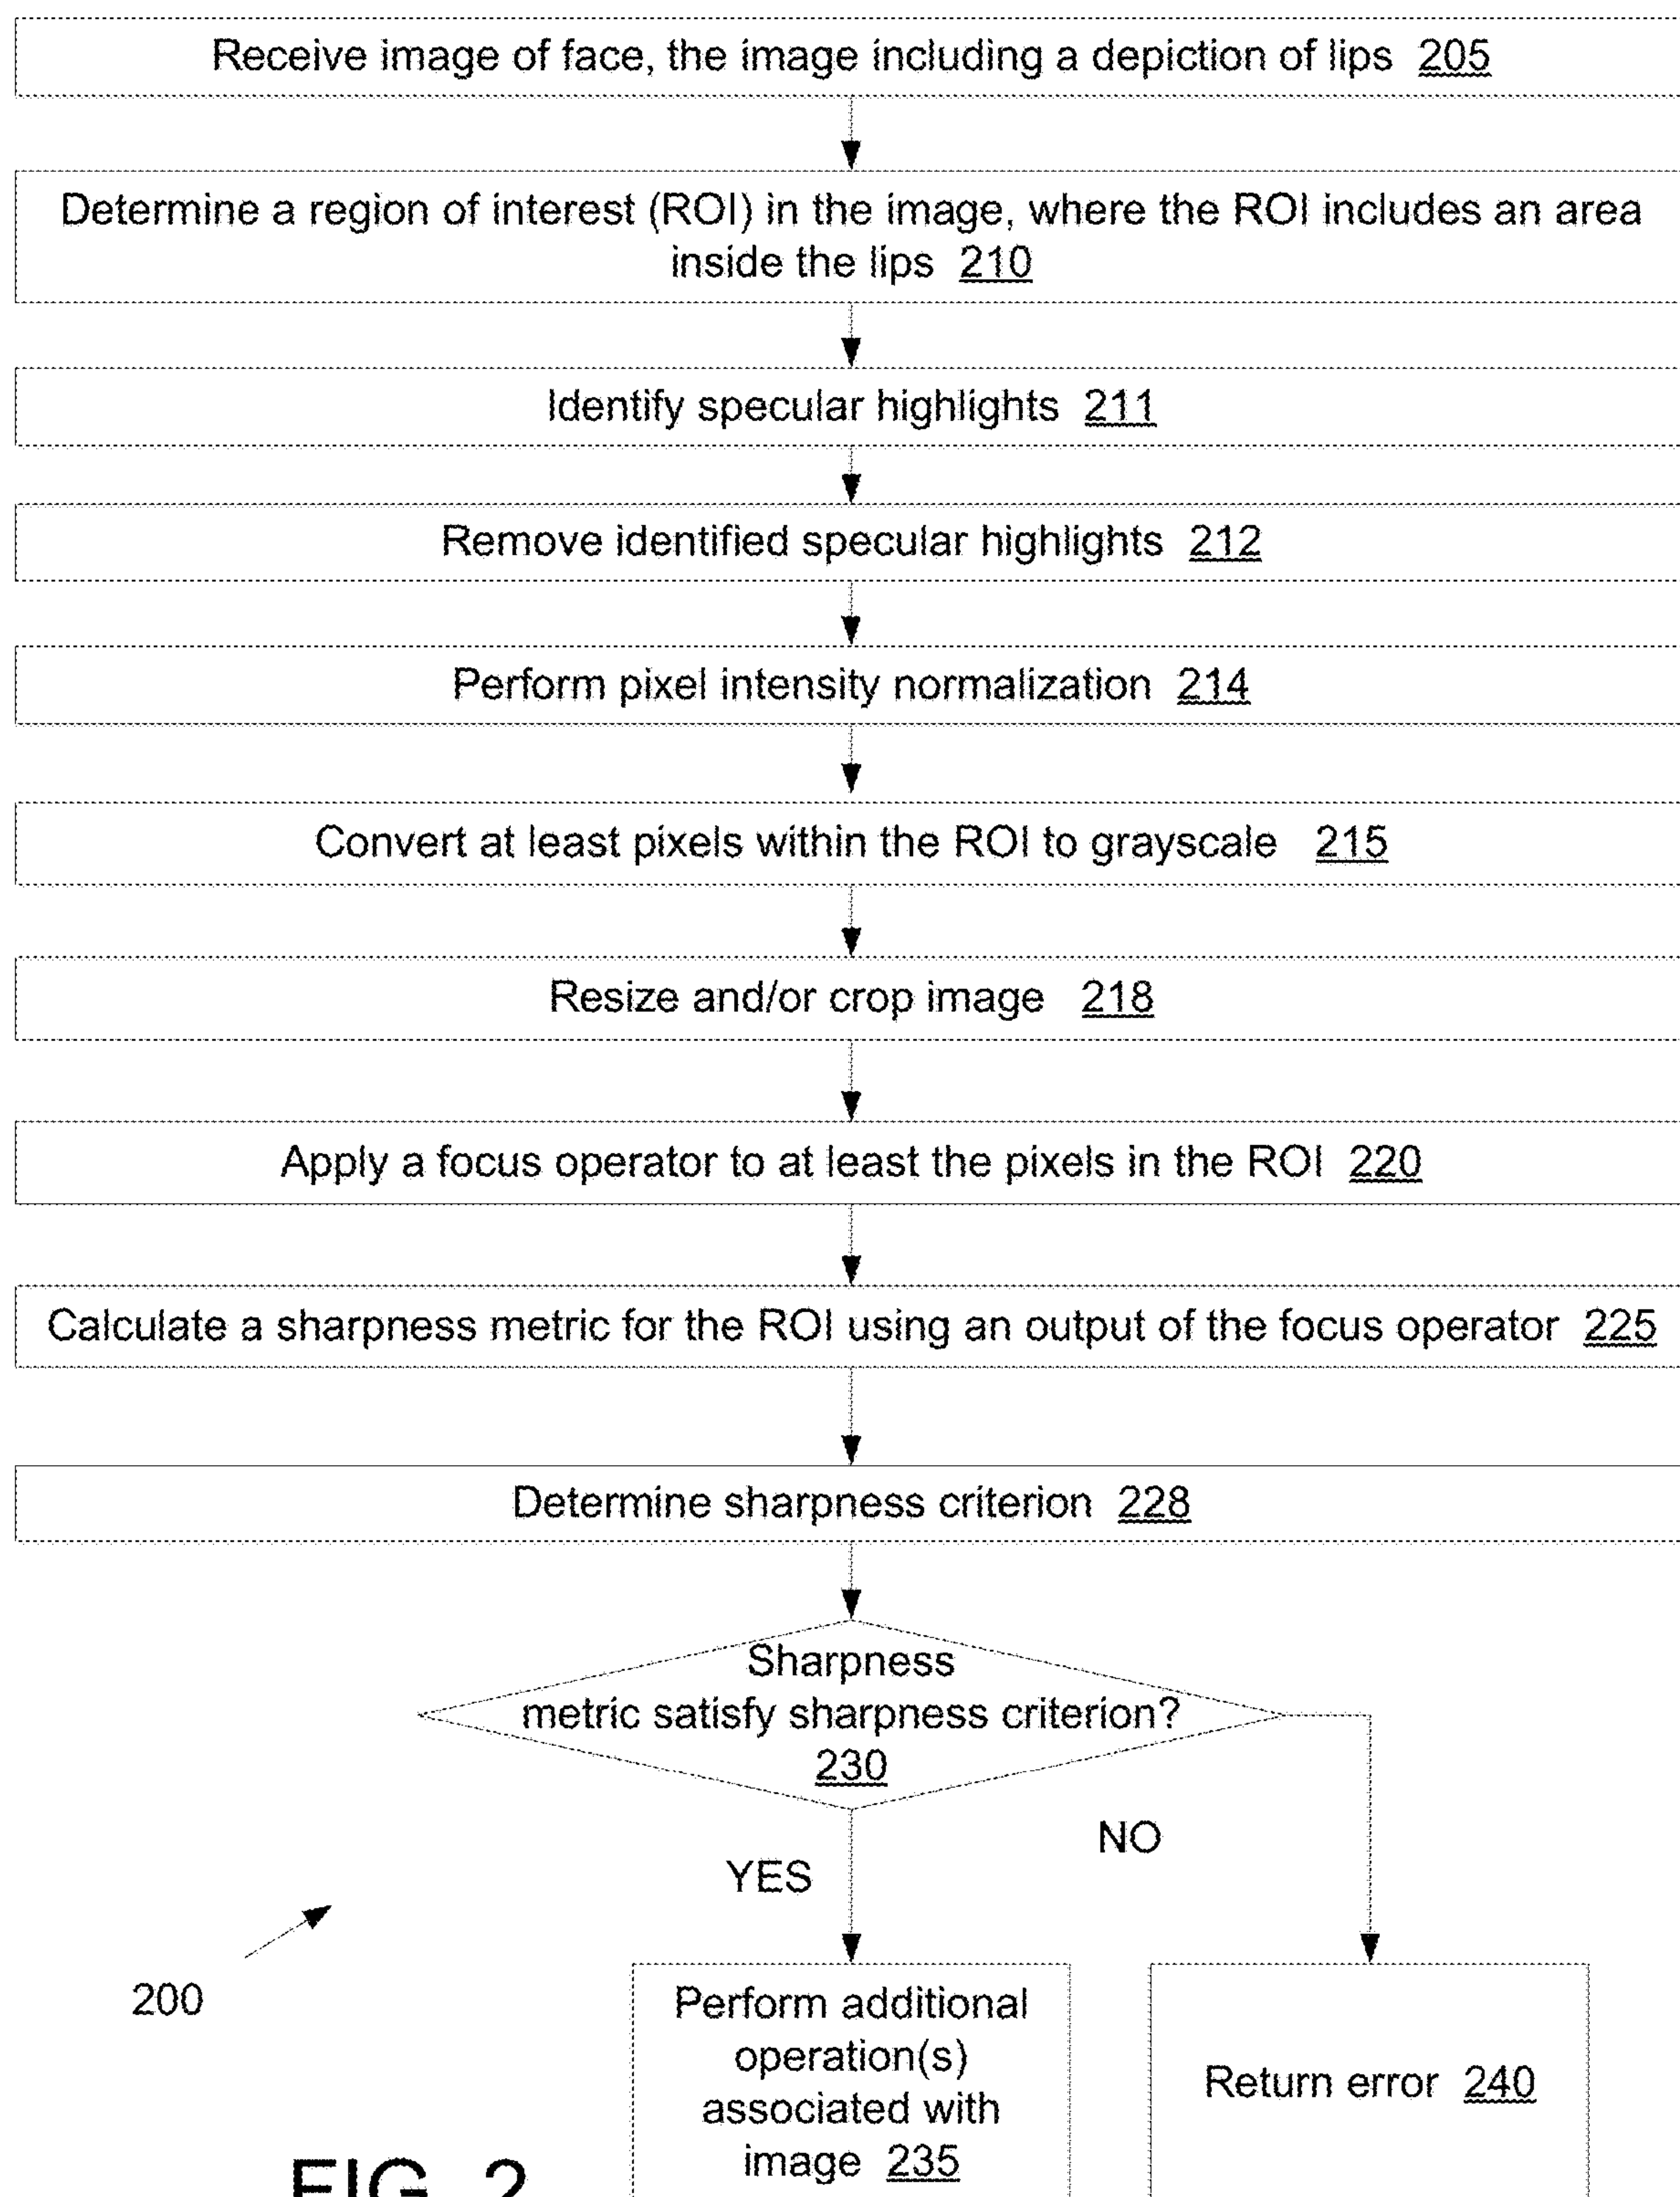 Receive image of face, the image including a depiction of lips 205
Determine a region of interest (ROI) in the image, where the ROI includes an area
inside the lips 210
Identify specular highlights 211
Remove identified specular highlights 212
Perform pixel intensity normalization 214
Convert at least pixels within the ROI to grayscale 215
Resize and/or crop image 218
Apply a focus operator to at least the pixels in the ROI 220
Calculate a sharpness metric for the ROI using an output of the focus operator 225
Determine sharpness criterion 228
Sharpness
metric satisfy sharpness criterion?
230
NO
YES
200
Perform additional
operation(s)
associated with
image 235
Return error 240
FIG. 2